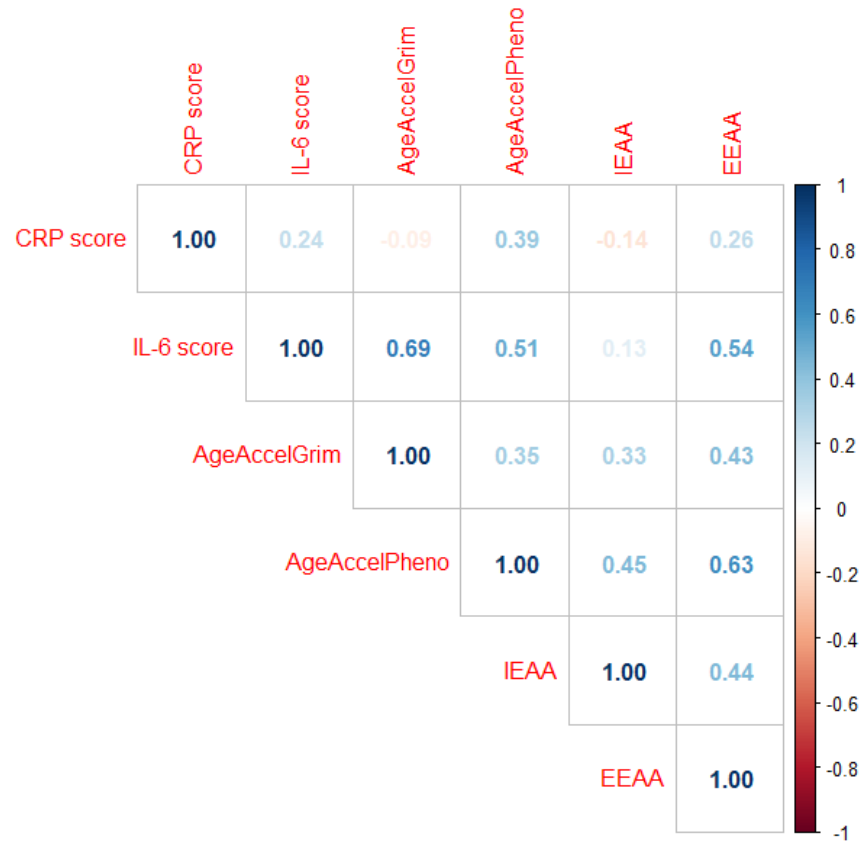 CRP score
IL-6 score
AgeAccelGrim
AgeAccelPheno
IEAA
EEAA
CRP score 1.00 0.24 -0.09 0.39 -0.14 0.26
IL-6 score 1.00 0.69 0.51 0.13 0.54
AgeAccelGrim 1.00 0.35 0.33 0.43
AgeAccelPheno 1.00 0.45 0.63
IEAA 1.00 0.44
EEAA 1.00
1
0.8
0.6
0.4
0.2
0
-0.2
-0.4
-0.6
-0.8
-1